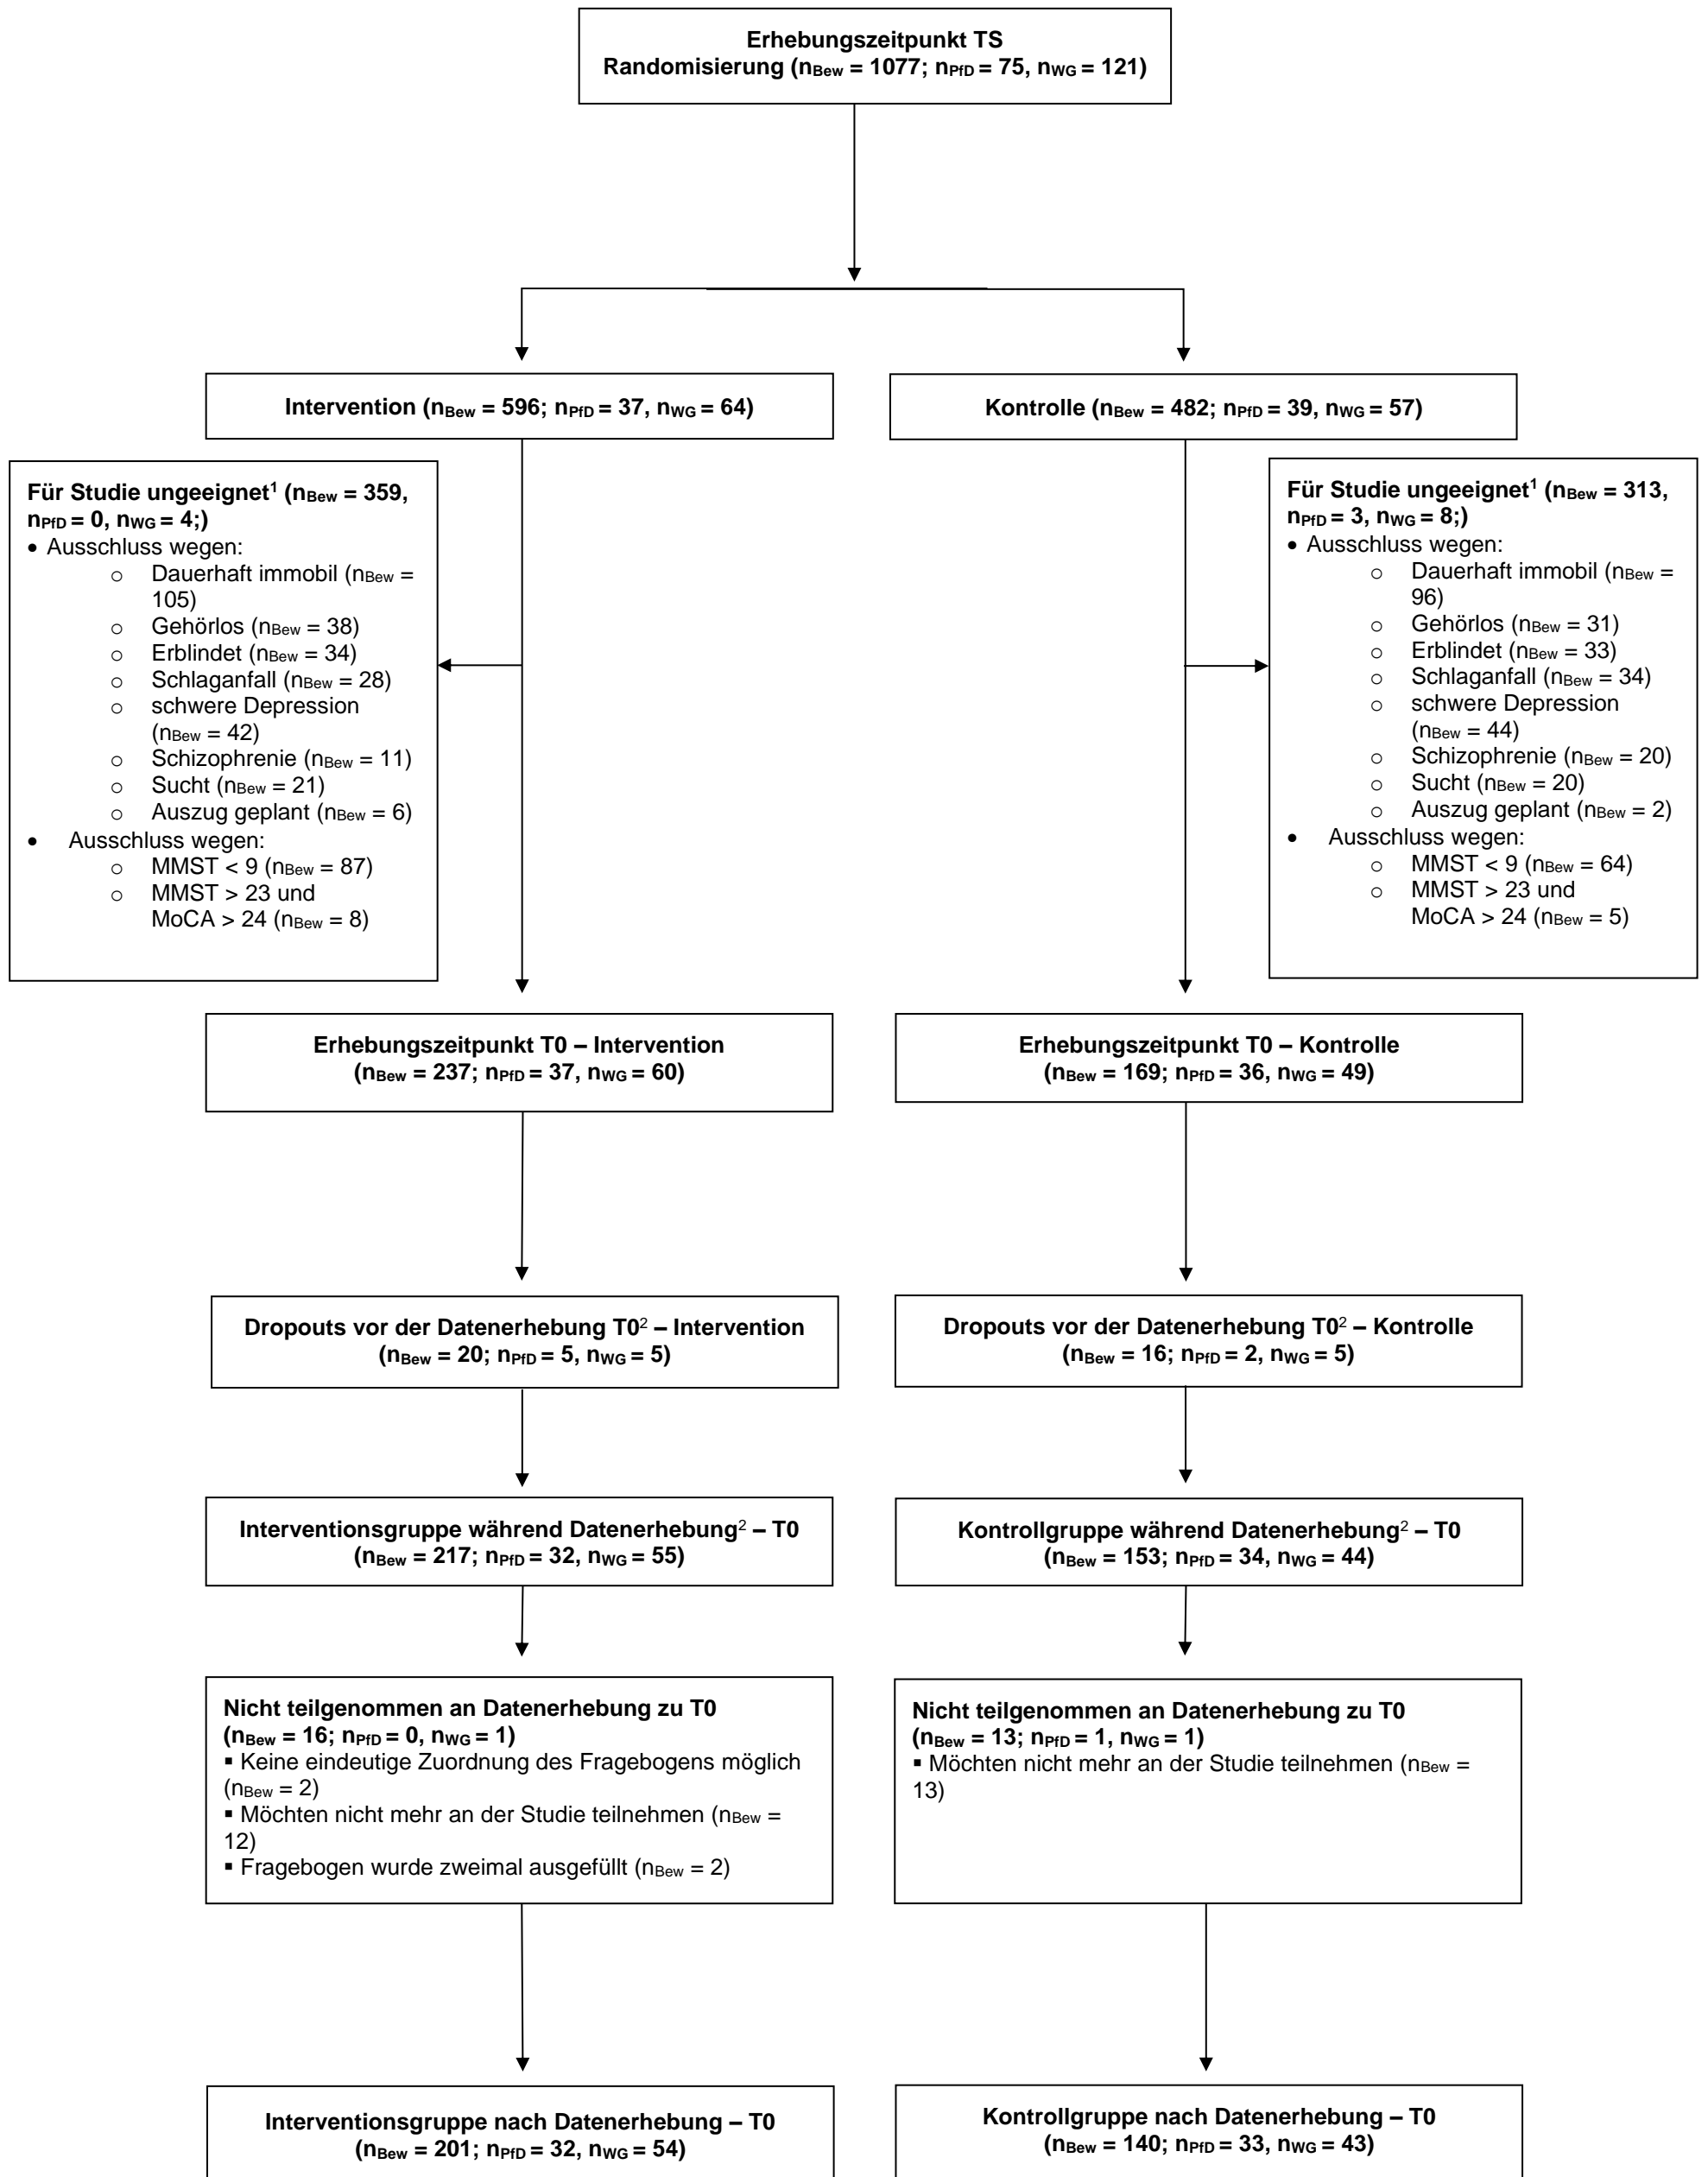 Erhebungszeitpunkt TS
Randomisierung (nBew = 1077; nPfD = 75, nWG = 121)
Intervention (nBew = 596; nPfD = 37, nWG = 64)
Kontrolle (nBew = 482; nPfD = 39, nWG = 57)
Für Studie ungeeignet¹ (nBew = 359,
nPfD = 0, nWG = 4;)
• Ausschluss wegen:
o Dauerhaft immobil (nBew =
105)
o Gehörlos (nBew = 38)
o Erblindet (nBew = 34)
o Schlaganfall (nBew = 28)
o schwere Depression
(nBew = 42)
o Schizophrenie (nBew = 11)
o Sucht (nBew = 21)
o Auszug geplant (nBew = 6)
• Ausschluss wegen:
o MMST < 9 (nBew = 87)
o MMST > 23 und
MoCA > 24 (nBew = 8)
Für Studie ungeeignet¹ (nBew = 313,
nPfD = 3, nWG = 8;)
• Ausschluss wegen:
o Dauerhaft immobil (nBew =
96)
o Gehörlos (nBew = 31)
o Erblindet (nBew = 33)
o Schlaganfall (nBew = 34)
o schwere Depression
(nBew = 44)
o Schizophrenie (nBew = 20)
o Sucht (nBew = 20)
o Auszug geplant (nBew = 2)
• Ausschluss wegen:
o MMST < 9 (nBew = 64)
o MMST > 23 und
MoCA > 24 (nBew = 5)
Erhebungszeitpunkt T0 – Intervention
(nBew = 237; nPfD = 37, nWG = 60)
Erhebungszeitpunkt T0 – Kontrolle
(nBew = 169; nPfD = 36, nWG = 49)
Dropouts vor der Datenerhebung T0² – Intervention
(nBew = 20; nPfD = 5, nWG = 5)
Dropouts vor der Datenerhebung T0² – Kontrolle
(nBew = 16; nPfD = 2, nWG = 5)
Interventionsgruppe während Datenerhebung² – T0
(nBew = 217; nPfD = 32, nWG = 55)
Kontrollgruppe während Datenerhebung² – T0
(nBew = 153; nPfD = 34, nWG = 44)
Nicht teilgenommen an Datenerhebung zu T0
(nBew = 16; nPfD = 0, nWG = 1)
▪ Keine eindeutige Zuordnung des Fragebogens möglich
(nBew = 2)
▪ Möchten nicht mehr an der Studie teilnehmen (nBew =
12)
▪ Fragebogen wurde zweimal ausgefüllt (nBew = 2)
Nicht teilgenommen an Datenerhebung zu T0
(nBew = 13; nPfD = 1, nWG = 1)
▪ Möchten nicht mehr an der Studie teilnehmen (nBew =
13)
Interventionsgruppe nach Datenerhebung – T0
(nBew = 201; nPfD = 32, nWG = 54)
Kontrollgruppe nach Datenerhebung – T0
(nBew = 140; nPfD = 33, nWG = 43)